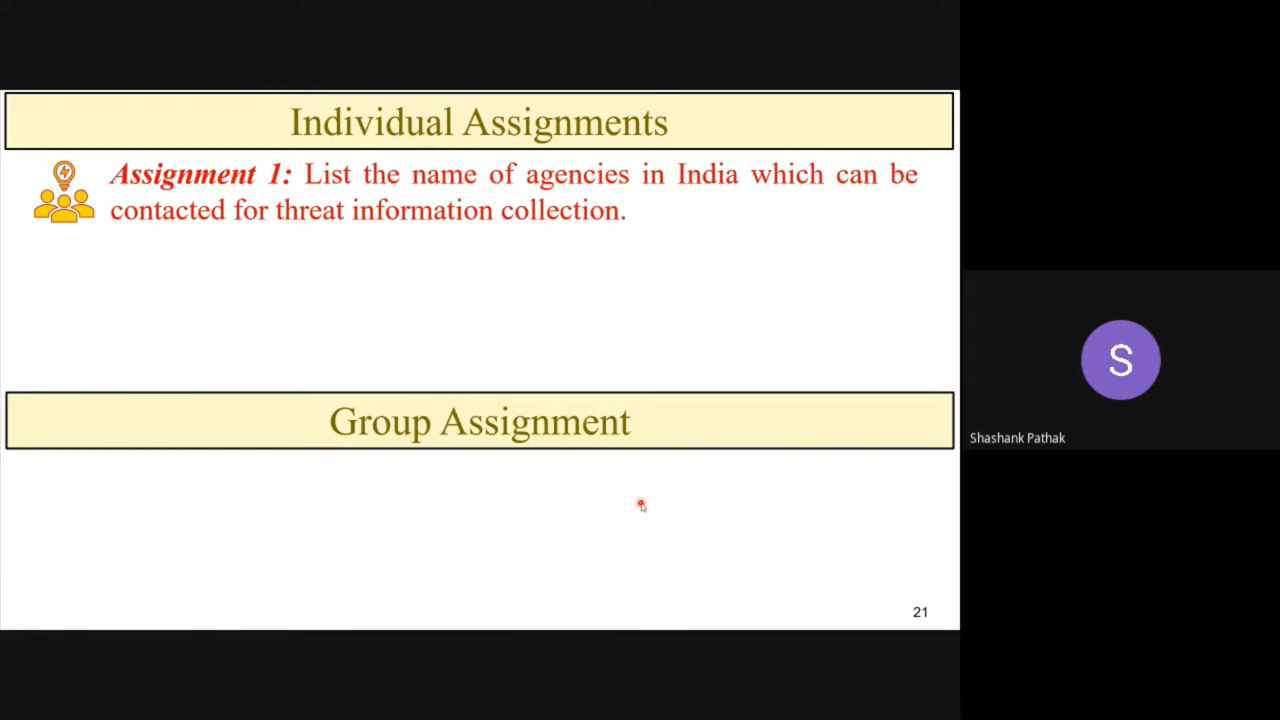 Individual Assignments
Assignment 1: List the name of agencies in India which can be
contacted for threat information collection.
S
Shashank Pathak
Group Assignment
21